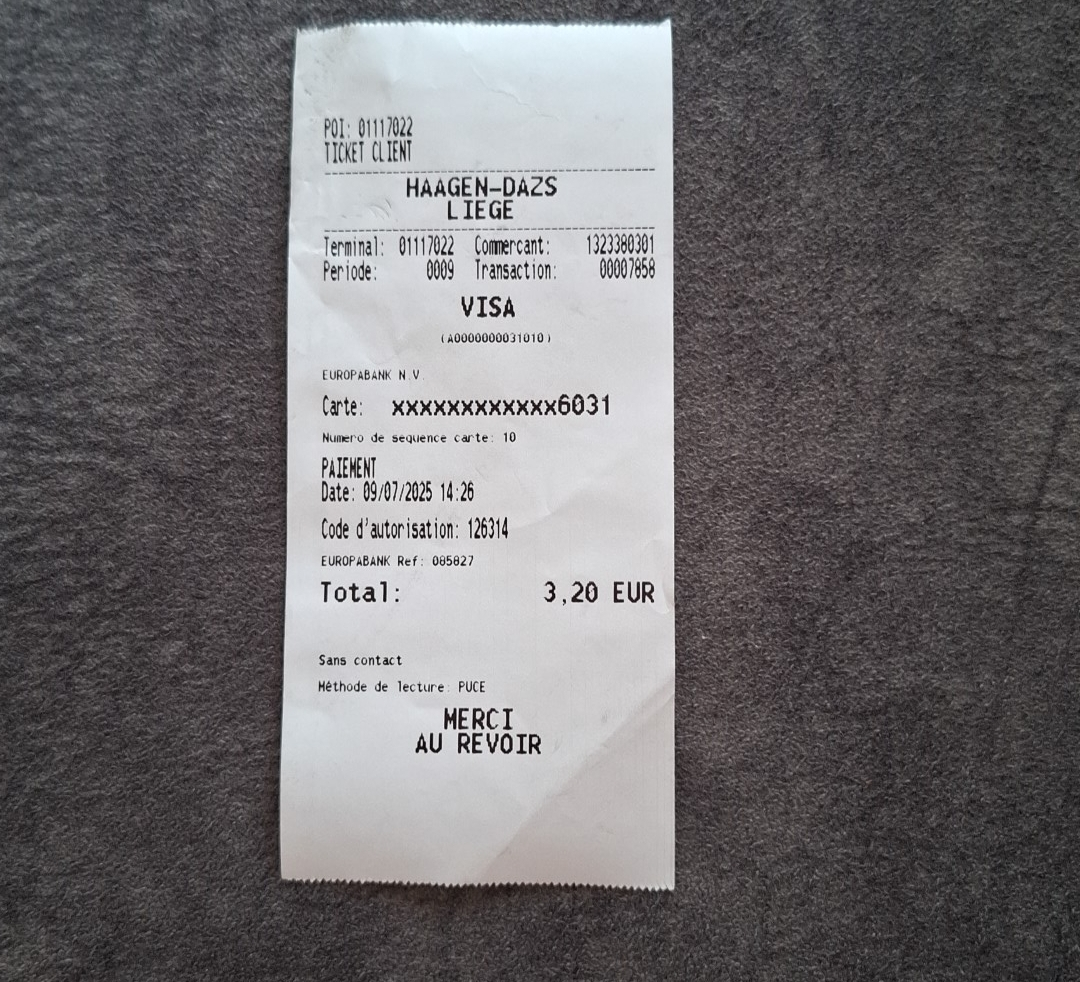 POI: 01117022
TICKET CLIENT
HAAGEN-DAZS
LIEGE
Terminal: 01117022 Commercant: 1323380301
Periode: 0009 Transaction: 00007858
VISA
(A0000000031010)
EUROPABANK N.V.
Carte: xxxxxxxxxxxx6031
Numero de sequence carte: 10
PAIEMENT
Date: 09/07/2025 14:26
Code d'autorisation: 126314
EUROPABANK Ref: 085827
Total: 3,20 EUR
Sans contact
Méthode de lecture: PUCE
MERCI
AU REVOIR